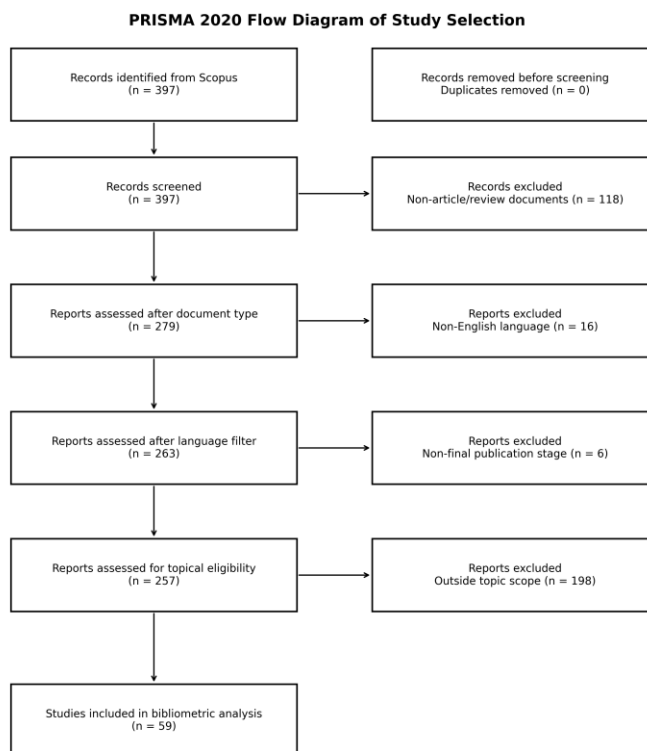 PRISMA 2020 Flow Diagram of Study Selection
Records identified from Scopus
(n = 397)
Records removed before screening
Duplicates removed (n = 0)
Records screened
(n = 397)
Records excluded
Non-article/review documents (n = 118)
Reports assessed after document type
(n = 279)
Reports excluded
Non-English language (n = 16)
Reports assessed after language filter
(n = 263)
Reports excluded
Non-final publication stage (n = 6)
Reports assessed for topical eligibility
(n = 257)
Reports excluded
Outside topic scope (n = 198)
Studies included in bibliometric analysis
(n = 59)